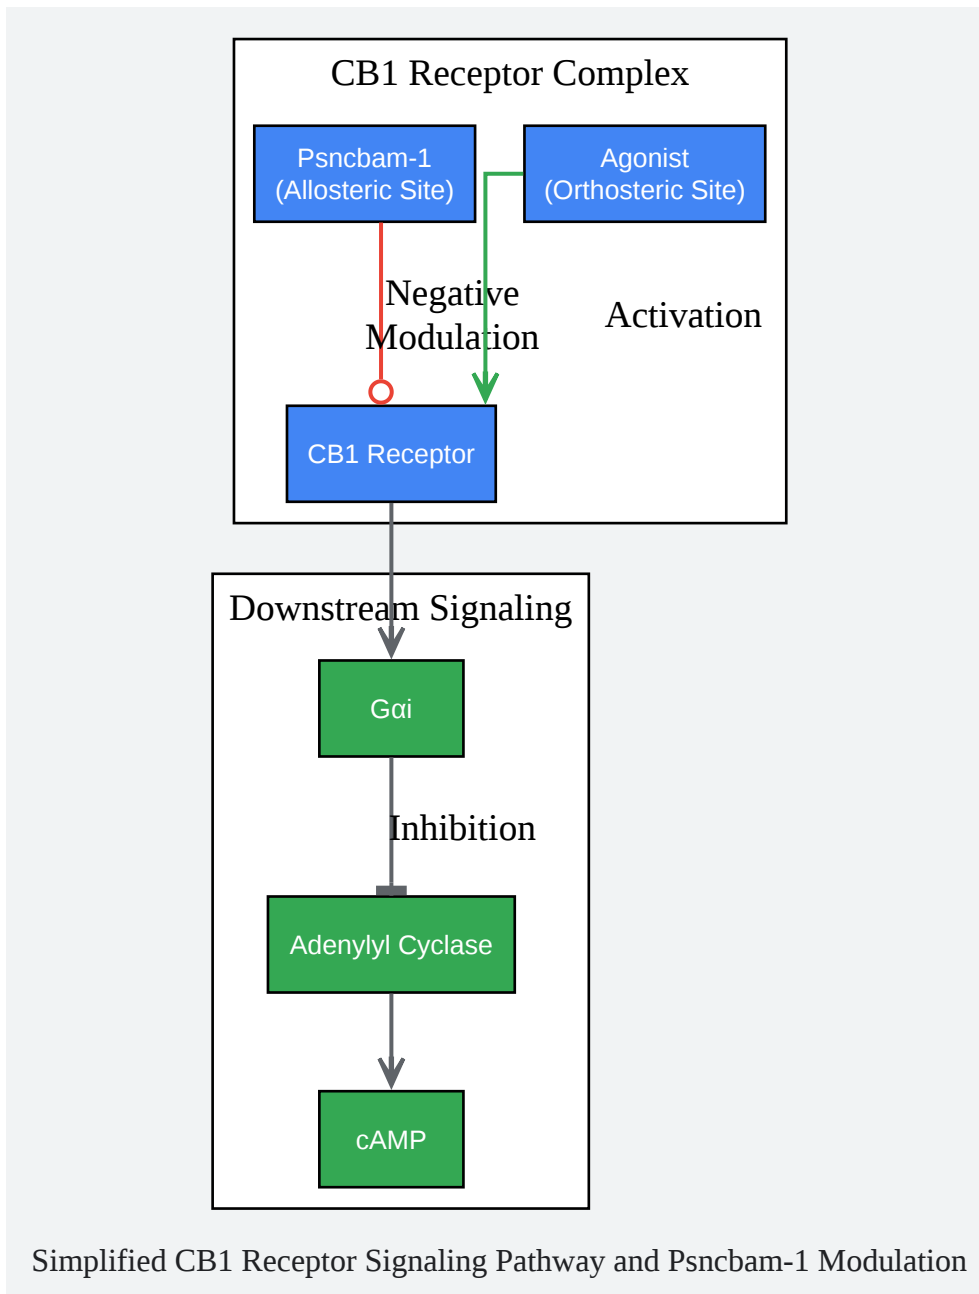 CB1 Receptor Complex
Psncbam-1
(Allosteric Site)
Agonist
(Orthosteric Site)
Negative
Modulation
Activation
CB1 Receptor
Downstream Signaling
Gαi
Inhibition
Adenylyl Cyclase
cAMP
Simplified CB1 Receptor Signaling Pathway and Psncbam-1 Modulation